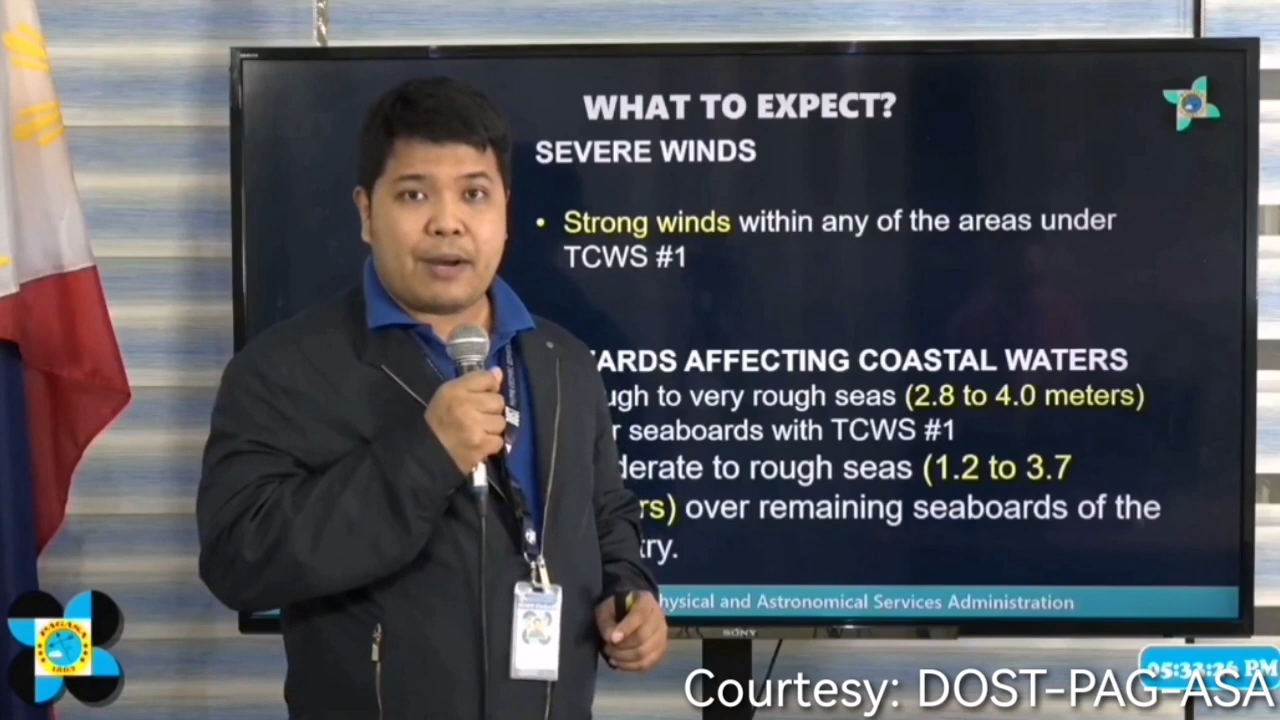 WHAT TO EXPECT?
SEVERE WINDS
• Strong winds within any of the areas under
TCWS #1
ARDS AFFECTING COASTAL WATERS
ugh to very rough seas (2.8 to 4.0 meters)
r seaboards with TCWS #1
derate to rough seas (1.2 to 3.7
rs) over remaining seaboards of the
try.
hysical and Astronomical Services Administration
SONY
PAGASA
1865
05:33:26 PM
Courtesy: DOST-PAG-ASA